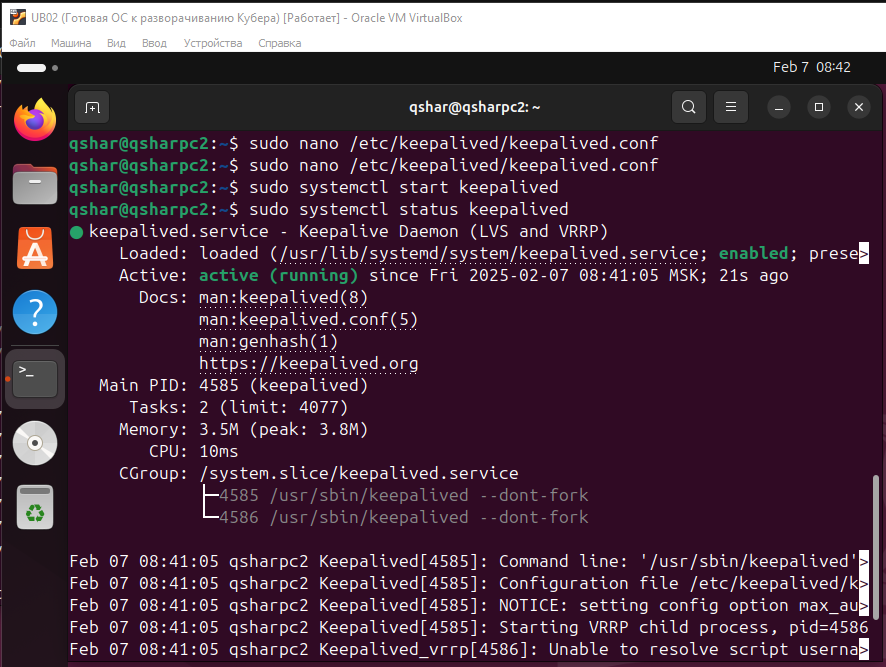 UB02 (Готовая ОС к разворачиванию Кубера) [Работает] - Oracle VM VirtualBox
Файл Машина Вид Ввод Устройства Справка
Feb 7 08:42
qshar@qsharpc2: ~
qshar@qsharpc2:~$ sudo nano /etc/keepalived/keepalived.conf
qshar@qsharpc2:~$ sudo nano /etc/keepalived/keepalived.conf
qshar@qsharpc2:~$ sudo systemctl start keepalived
qshar@qsharpc2:~$ sudo systemctl status keepalived
● keepalived.service - Keepalive Daemon (LVS and VRRP)
Loaded: loaded (/usr/lib/systemd/system/keepalived.service; enabled; prese>
Active: active (running) since Fri 2025-02-07 08:41:05 MSK; 21s ago
Docs: man:keepalived(8)
man:keepalived.conf(5)
man:genhash(1)
https://keepalived.org
Main PID: 4585 (keepalived)
Tasks: 2 (limit: 4077)
Memory: 3.5M (peak: 3.8M)
CPU: 10ms
CGroup: /system.slice/keepalived.service
├─4585 /usr/sbin/keepalived --dont-fork
└─4586 /usr/sbin/keepalived --dont-fork
Feb 07 08:41:05 qsharpc2 Keepalived[4585]: Command line: '/usr/sbin/keepalived'>
Feb 07 08:41:05 qsharpc2 Keepalived[4585]: Configuration file /etc/keepalived/k>
Feb 07 08:41:05 qsharpc2 Keepalived[4585]: NOTICE: setting config option max_au>
Feb 07 08:41:05 qsharpc2 Keepalived[4585]: Starting VRRP child process, pid=4586
Feb 07 08:41:05 qsharpc2 Keepalived_vrrp[4586]: Unable to resolve script userna>